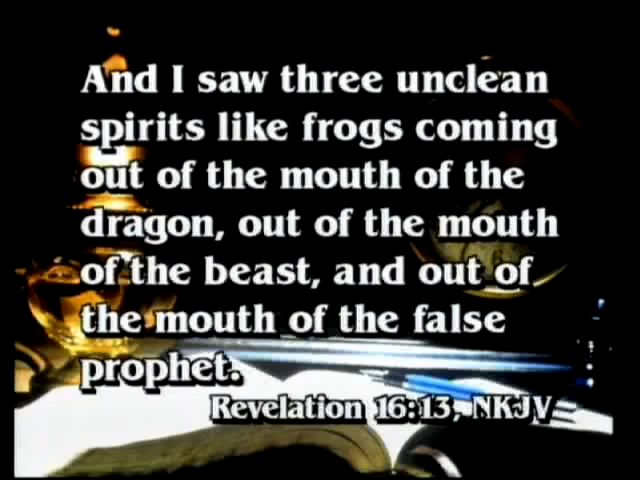 And I saw three unclean
spirits like frogs coming
out of the mouth of the
dragon, out of the mouth
of the beast, and out of
the mouth of the false
prophet.
Revelation 16:13, NKJV